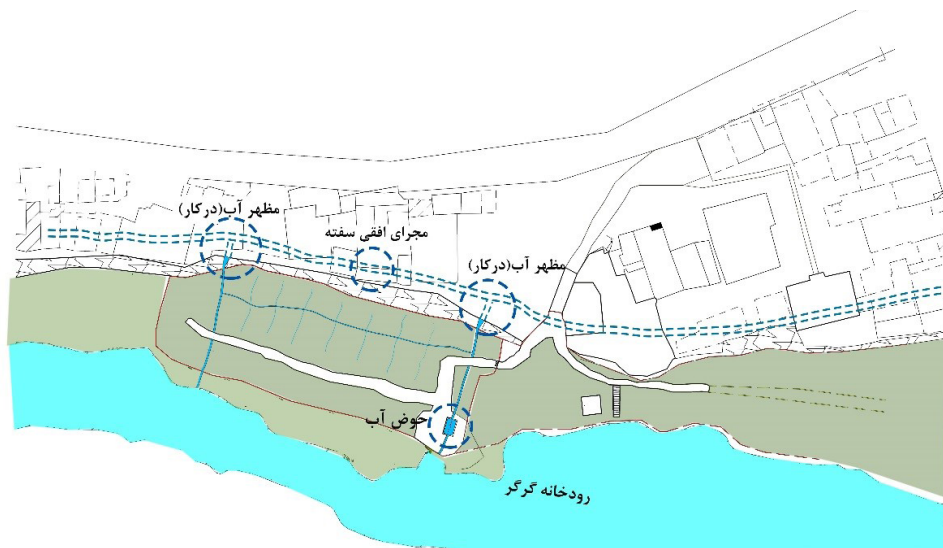 مظهر آب(درکار)
مجرای افقی سفته
مظهر آب(درکار)
حوض آب
رودخانه گرگر